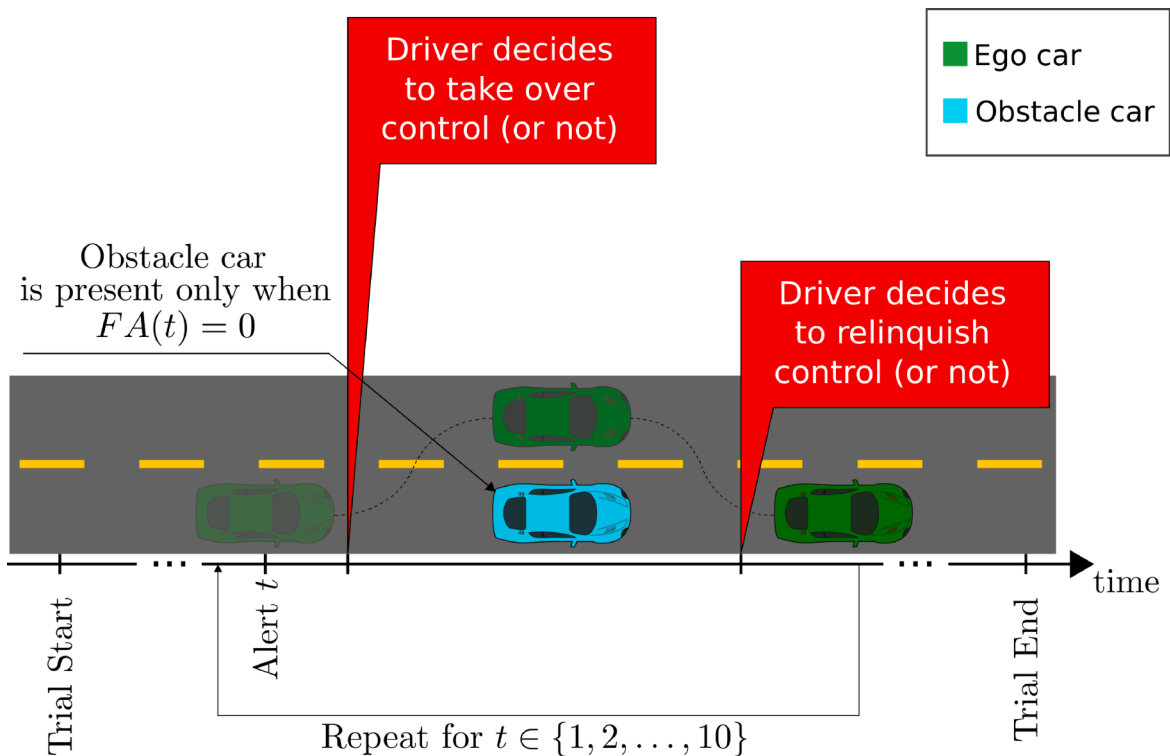 Driver decides
to take over
control (or not)
Ego car
Obstacle car
Obstacle car
is present only when
FA(t) = 0
Driver decides
to relinquish
control (or not)
time
Trial Start
...
Alert t
...
Trial End
Repeat for t ∈ {1, 2, . . . , 10}